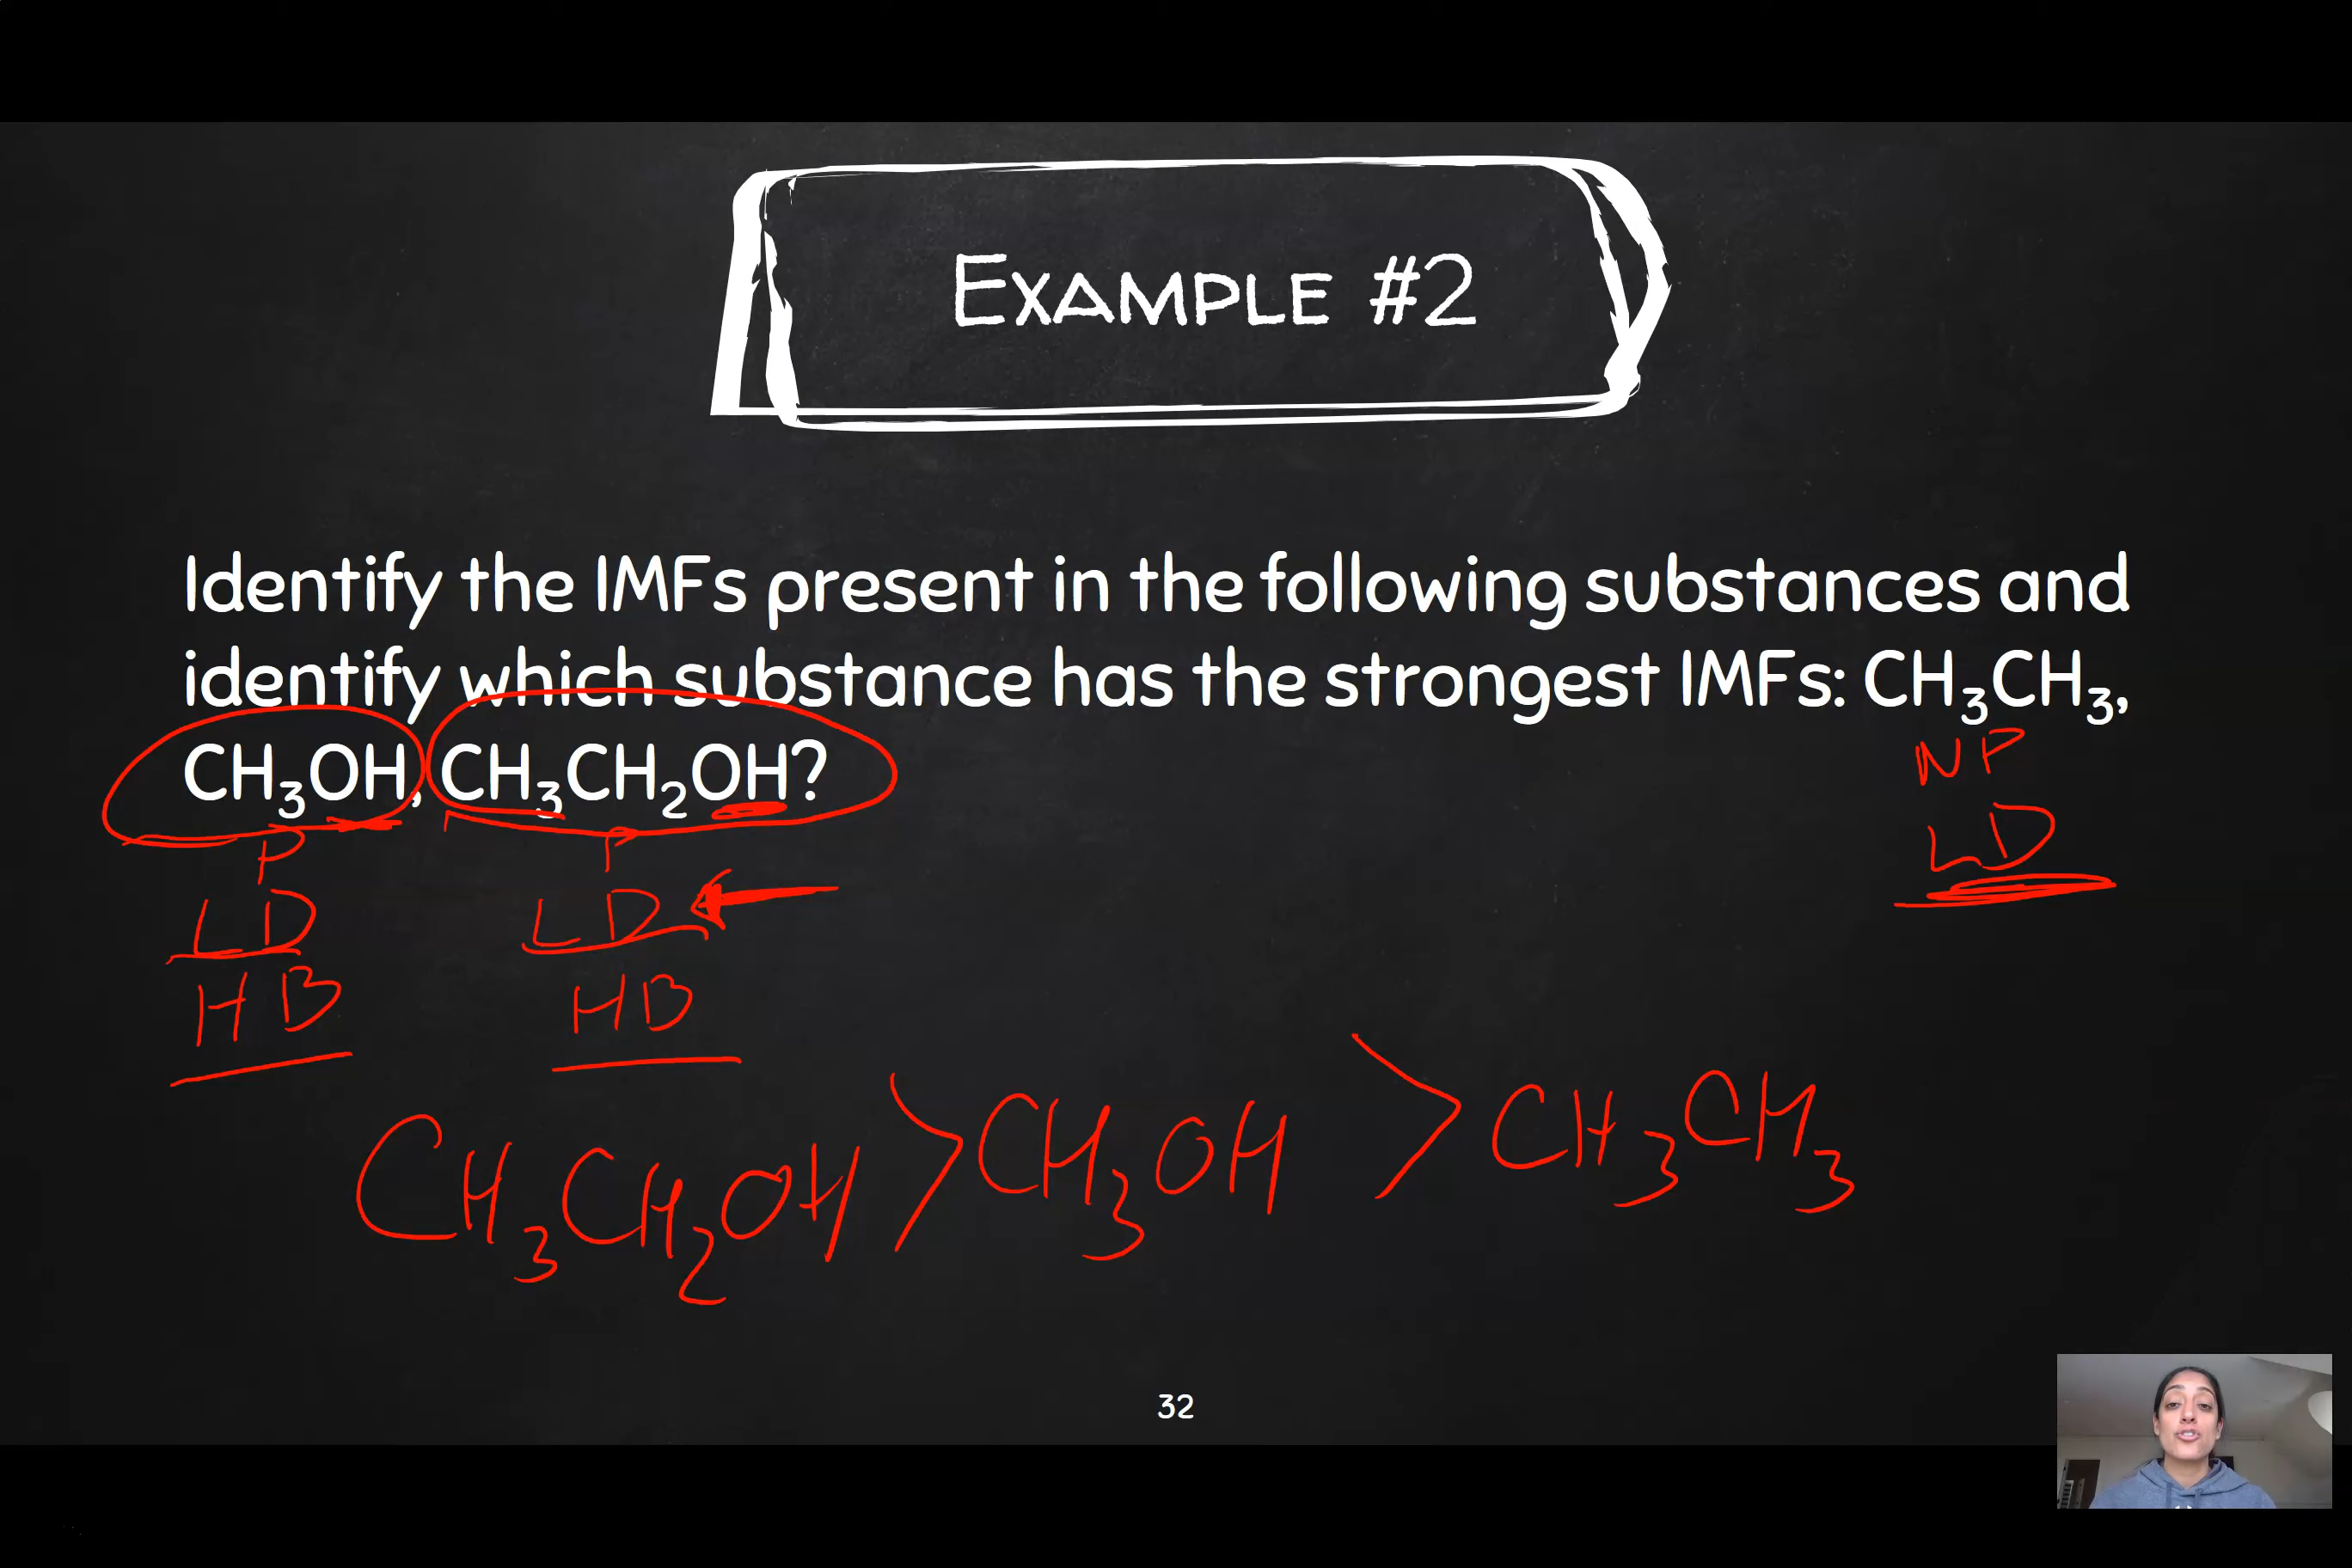 Example #2
Identify the IMFs present in the following substances and
identify which substance has the strongest IMFs: CH₃CH₃,
CH₃OH, CH₃CH₂OH?
NP
LD
P
LD
HB
P
LD
HB
CH₃CH₂OH > CH₃OH > CH₃CH₃
32